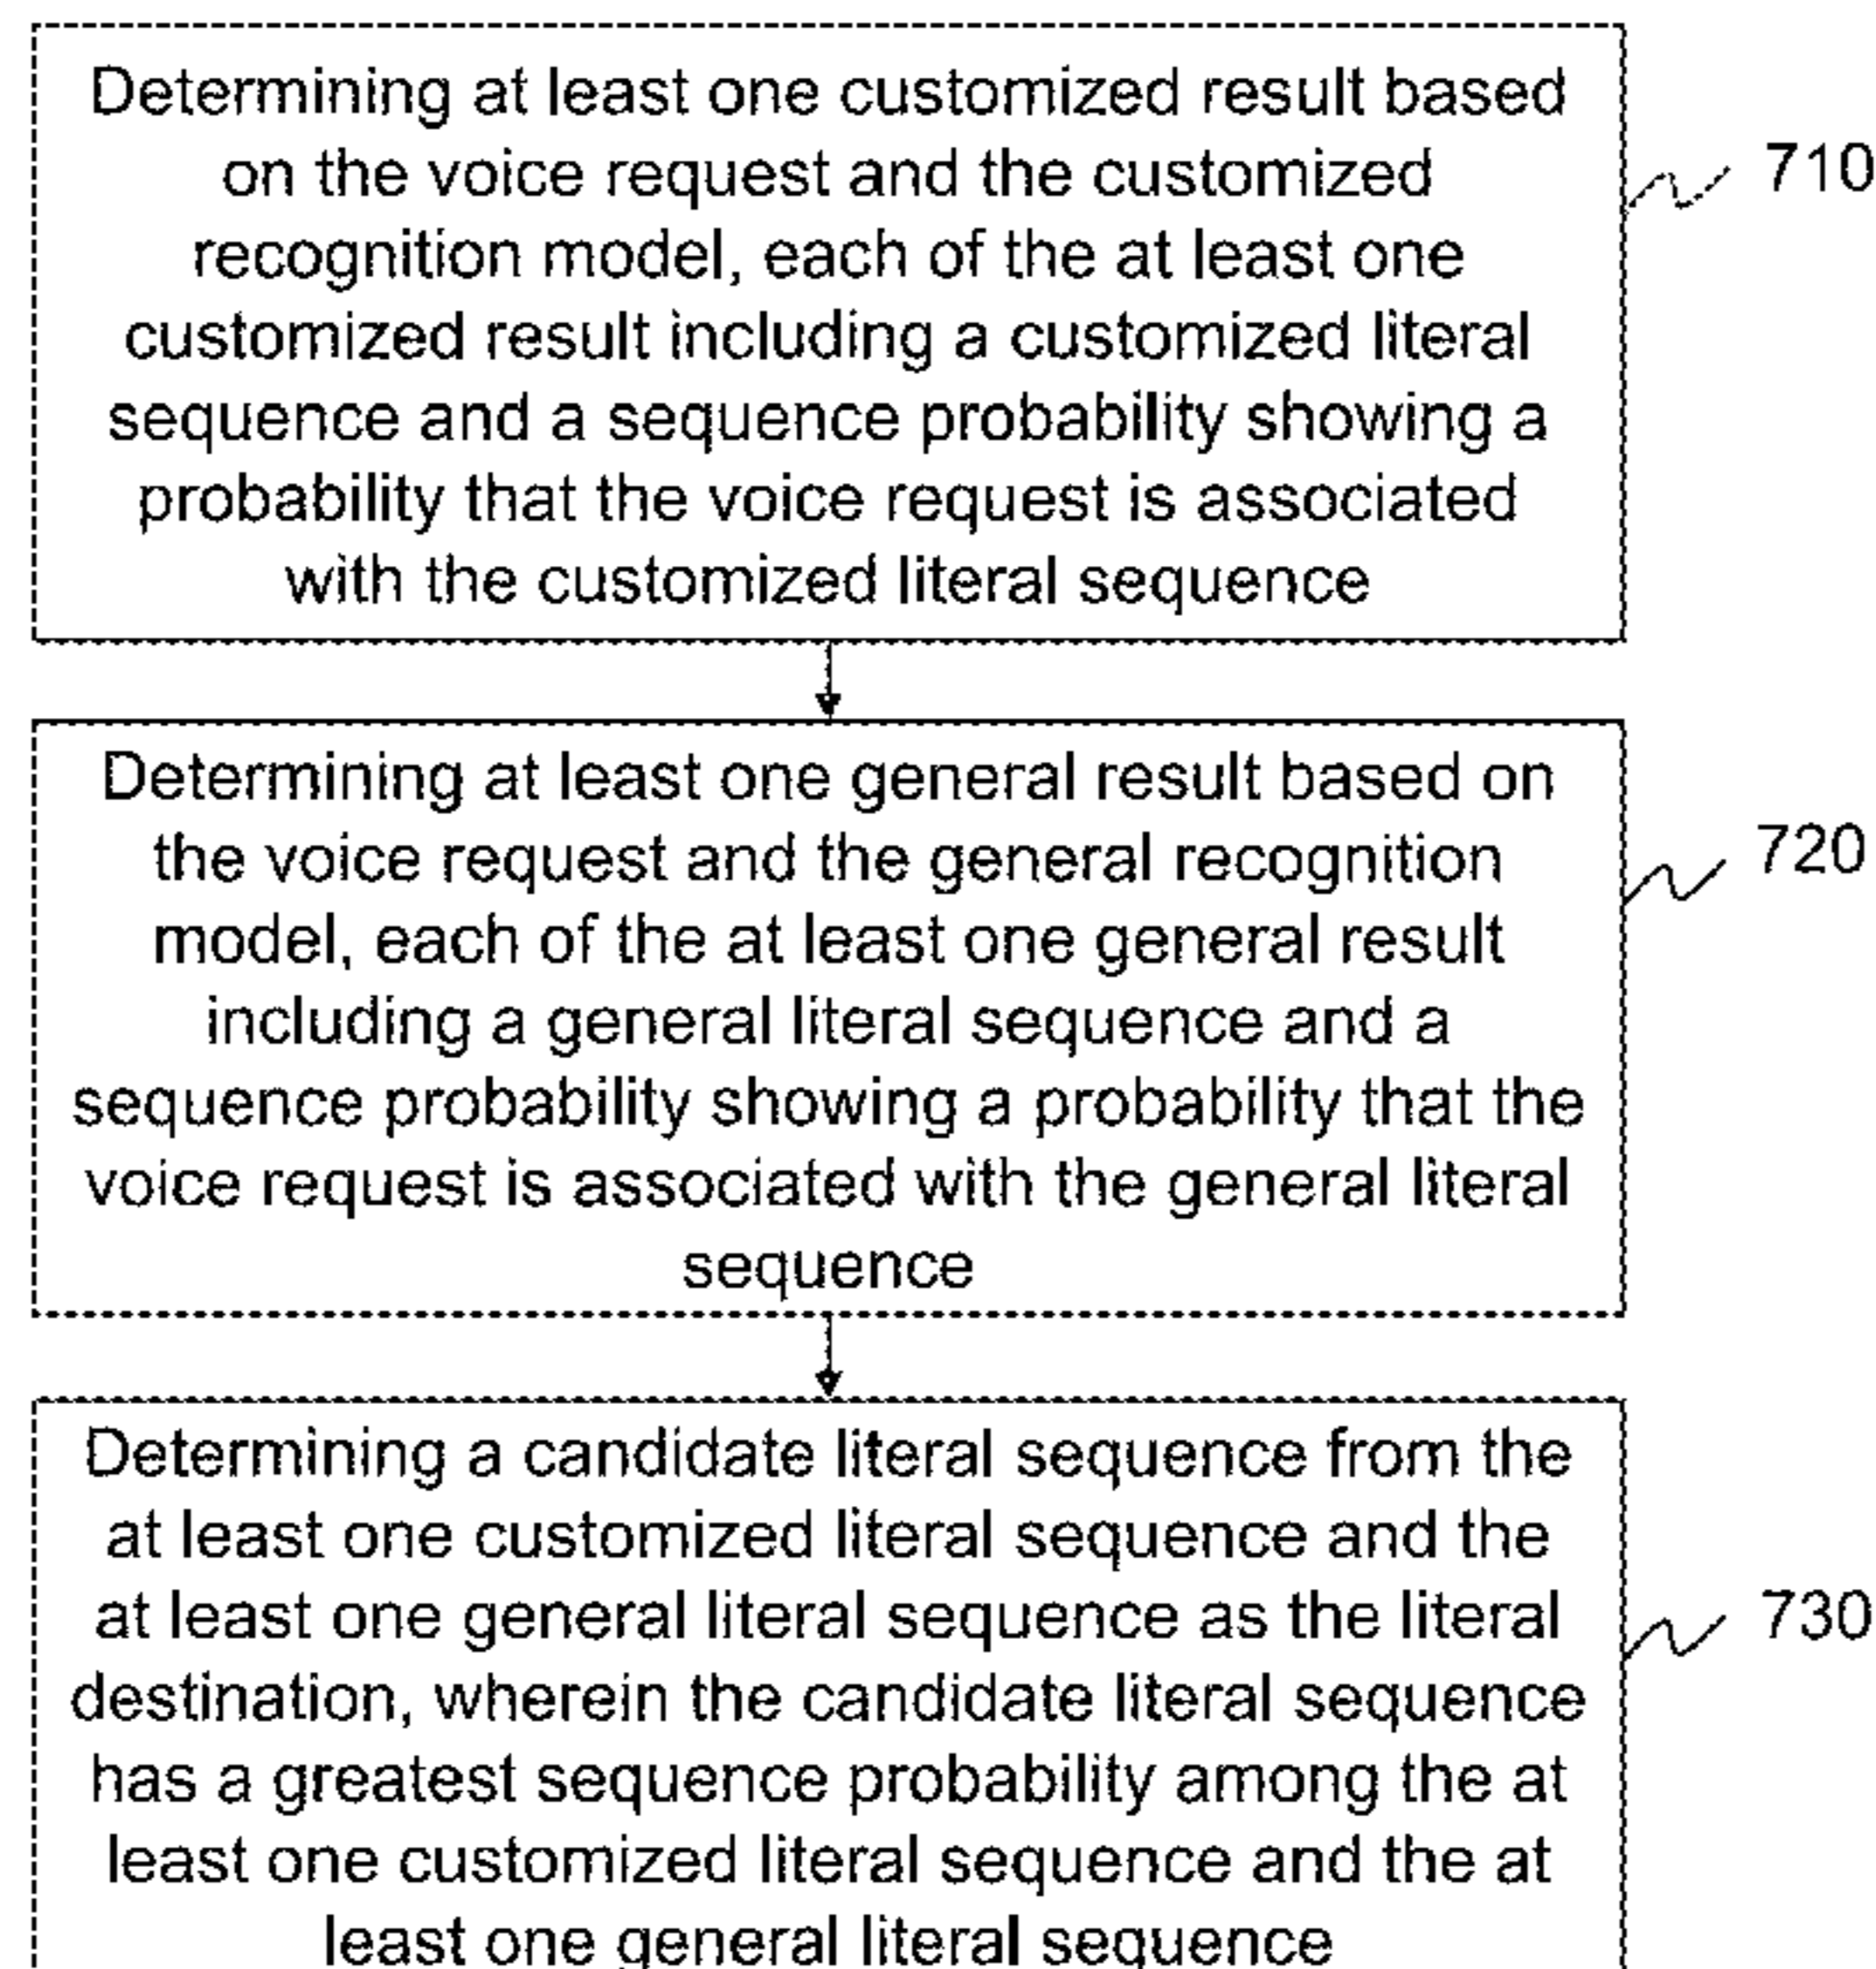 Determining at least one customized result based
on the voice request and the customized
recognition model, each of the at least one
customized result including a customized literal
sequence and a sequence probability showing a
probability that the voice request is associated
with the customized literal sequence
710
Determining at least one general result based on
the voice request and the general recognition
model, each of the at least one general result
including a general literal sequence and a
sequence probability showing a probability that the
voice request is associated with the general literal
sequence
720
Determining a candidate literal sequence from the
at least one customized literal sequence and the
at least one general literal sequence as the literal
destination, wherein the candidate literal sequence
has a greatest sequence probability among the at
least one customized literal sequence and the at
least one general literal sequence
730